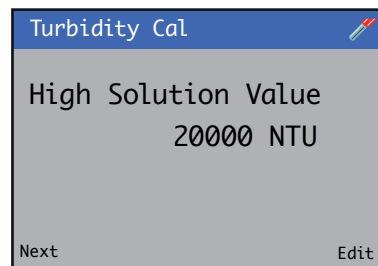 Turbidity Cal
High Solution Value
20000 NTU
Next Edit